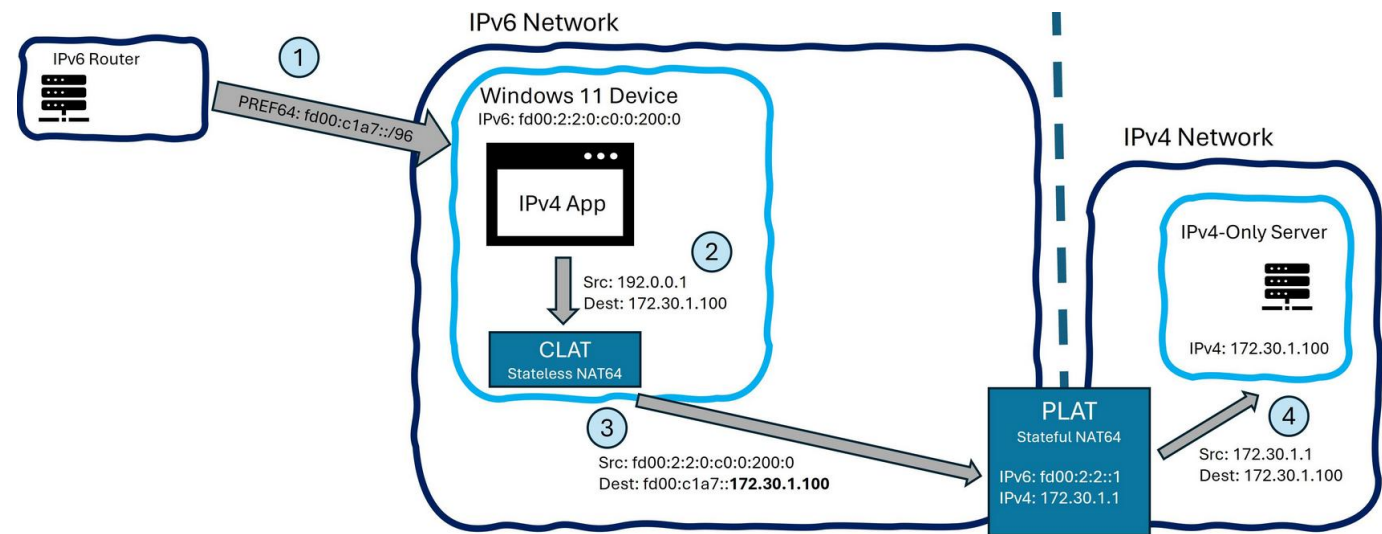 IPv6 Network
IPv6 Router
1
PREF64: fd00:c1a7::/96
Windows 11 Device
IPv6: fd00:2:2:0:c0:0:200:0
IPv4 App
2
Src: 192.0.0.1
Dest: 172.30.1.100
CLAT
Stateless NAT64
3
Src: fd00:2:2:0:c0:0:200:0
Dest: fd00:c1a7::172.30.1.100
IPv4 Network
IPv4-Only Server
IPv4: 172.30.1.100
PLAT
Stateful NAT64
IPv6: fd00:2:2::1
IPv4: 172.30.1.1
4
Src: 172.30.1.1
Dest: 172.30.1.100